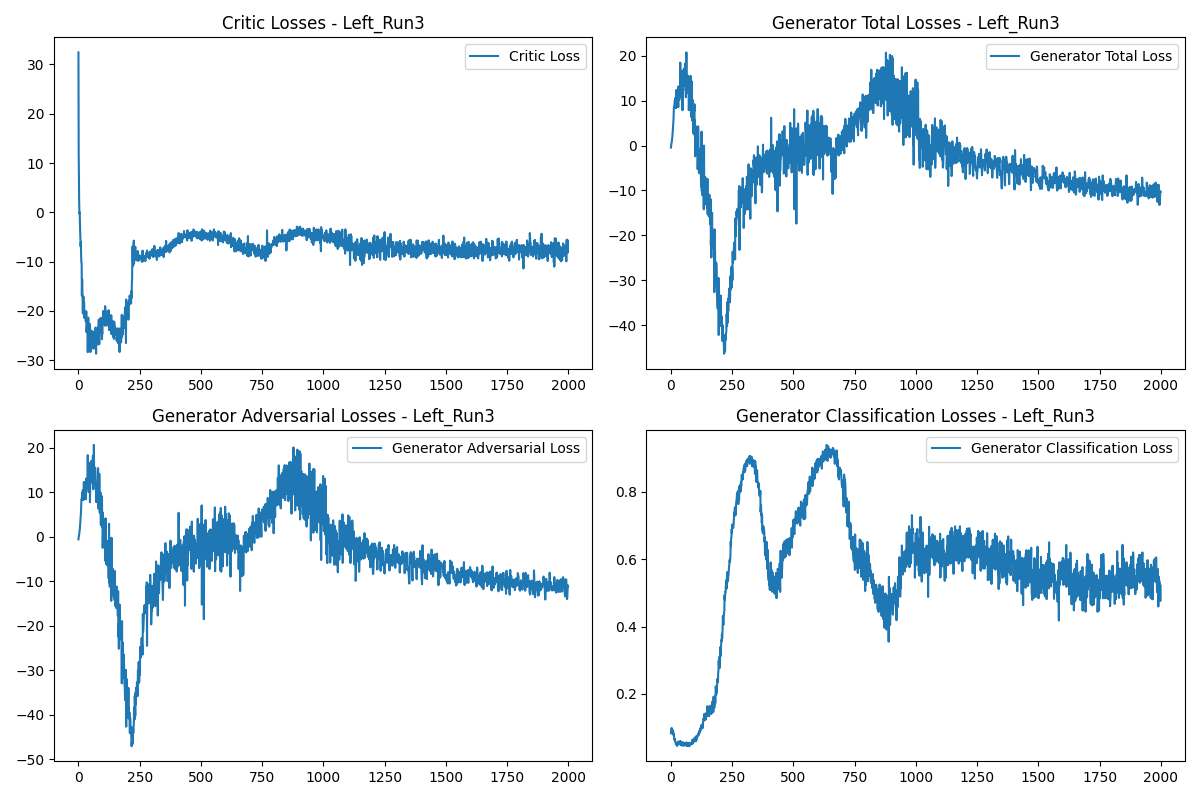 Critic Losses - Left_Run3
Critic Loss
30
20
10
0
−10
−20
−30
0 250 500 750 1000 1250 1500 1750 2000
Generator Total Losses - Left_Run3
Generator Total Loss
20
10
0
−10
−20
−30
−40
0 250 500 750 1000 1250 1500 1750 2000
Generator Adversarial Losses - Left_Run3
Generator Adversarial Loss
20
10
0
−10
−20
−30
−40
−50
0 250 500 750 1000 1250 1500 1750 2000
Generator Classification Losses - Left_Run3
Generator Classification Loss
0.8
0.6
0.4
0.2
0 250 500 750 1000 1250 1500 1750 2000